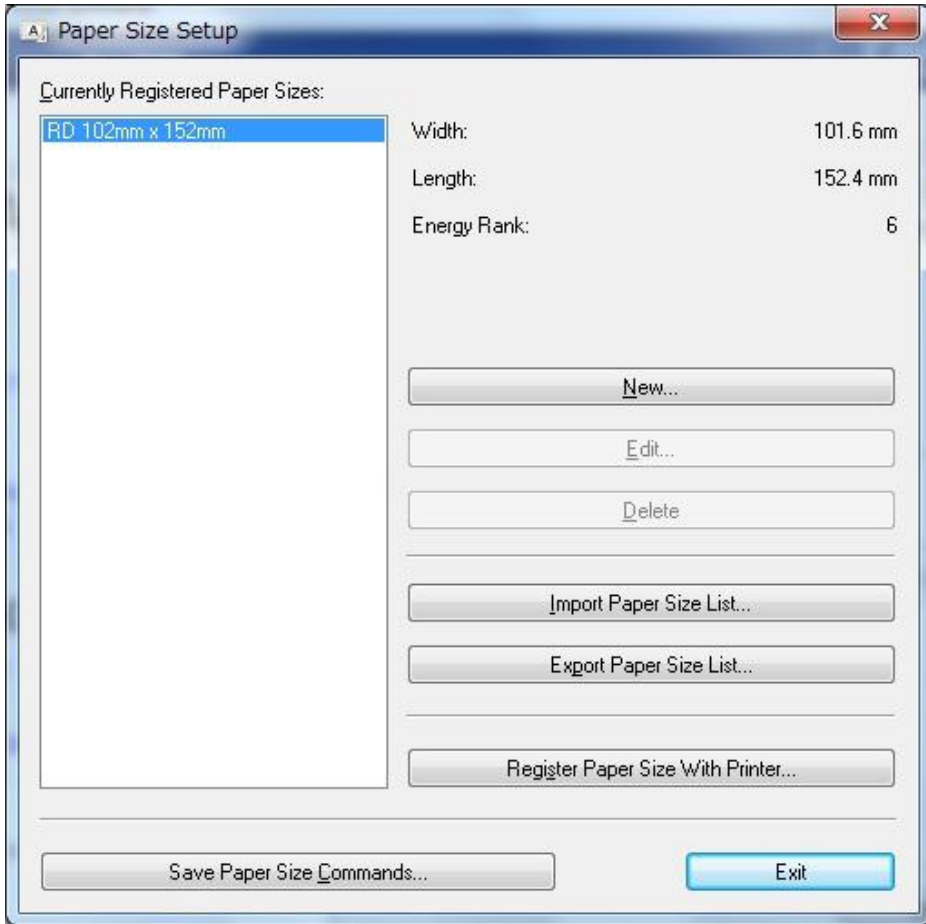 Paper Size Setup
Currently Registered Paper Sizes:
RD 102mm x 152mm
Width: 101.6 mm
Length: 152.4 mm
Energy Rank: 6
New...
Edit...
Delete
Import Paper Size List...
Export Paper Size List...
Register Paper Size With Printer...
Save Paper Size Commands...
Exit